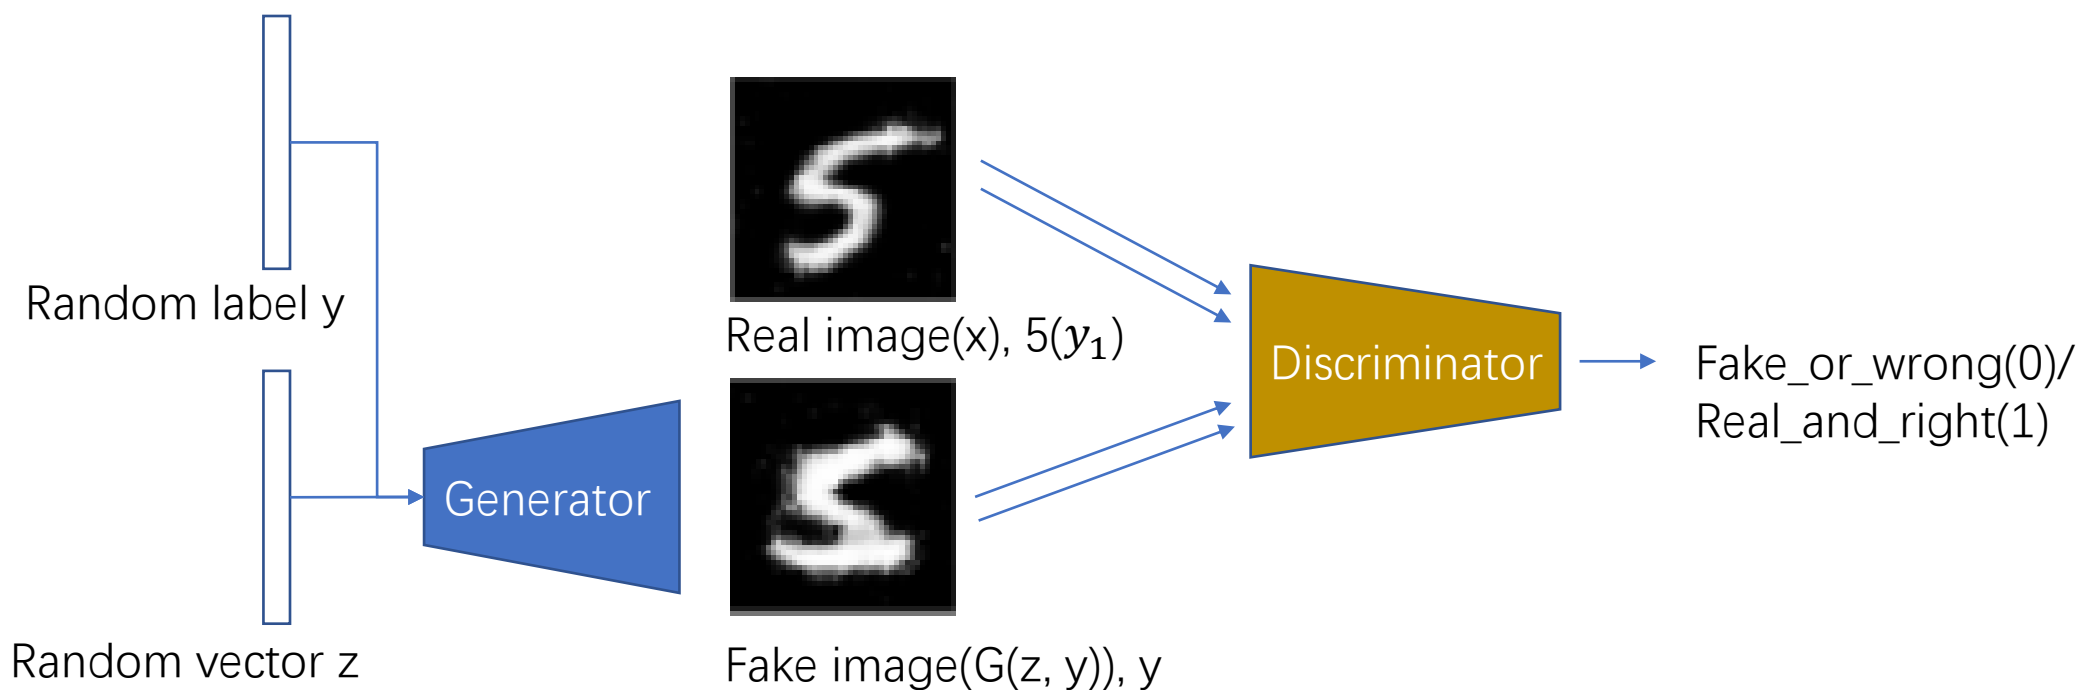 Random label y
Random vector z
Generator
Real image(x), 5(y₁)
Fake image(G(z, y)), y
Discriminator
Fake_or_wrong(0)/
Real_and_right(1)